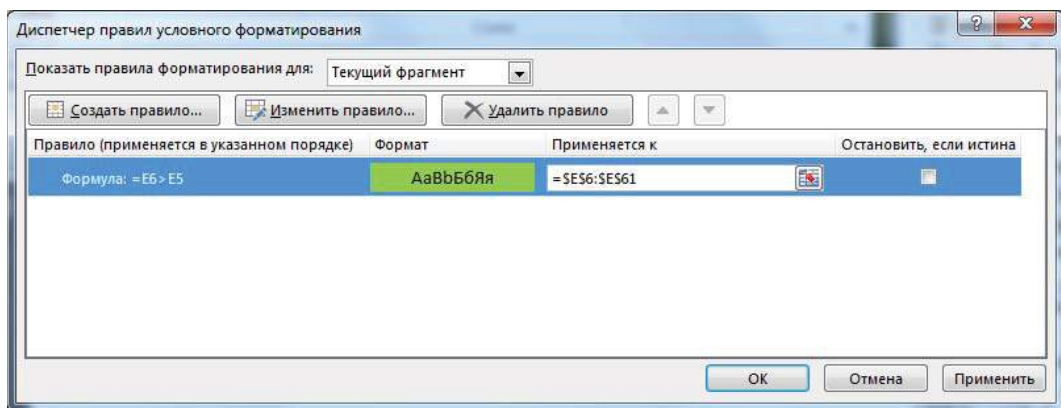 Диспетчер правил условного форматирования
Показать правила форматирования для: Текущий фрагмент
Создать правило... Изменить правило... Удалить правило
Правило (применяется в указанном порядке) Формат Применяется к Остановить, если истина
Формула: =E6>E5 АаВbБбЯя =$E$6:$E$61
ОК Отмена Применить